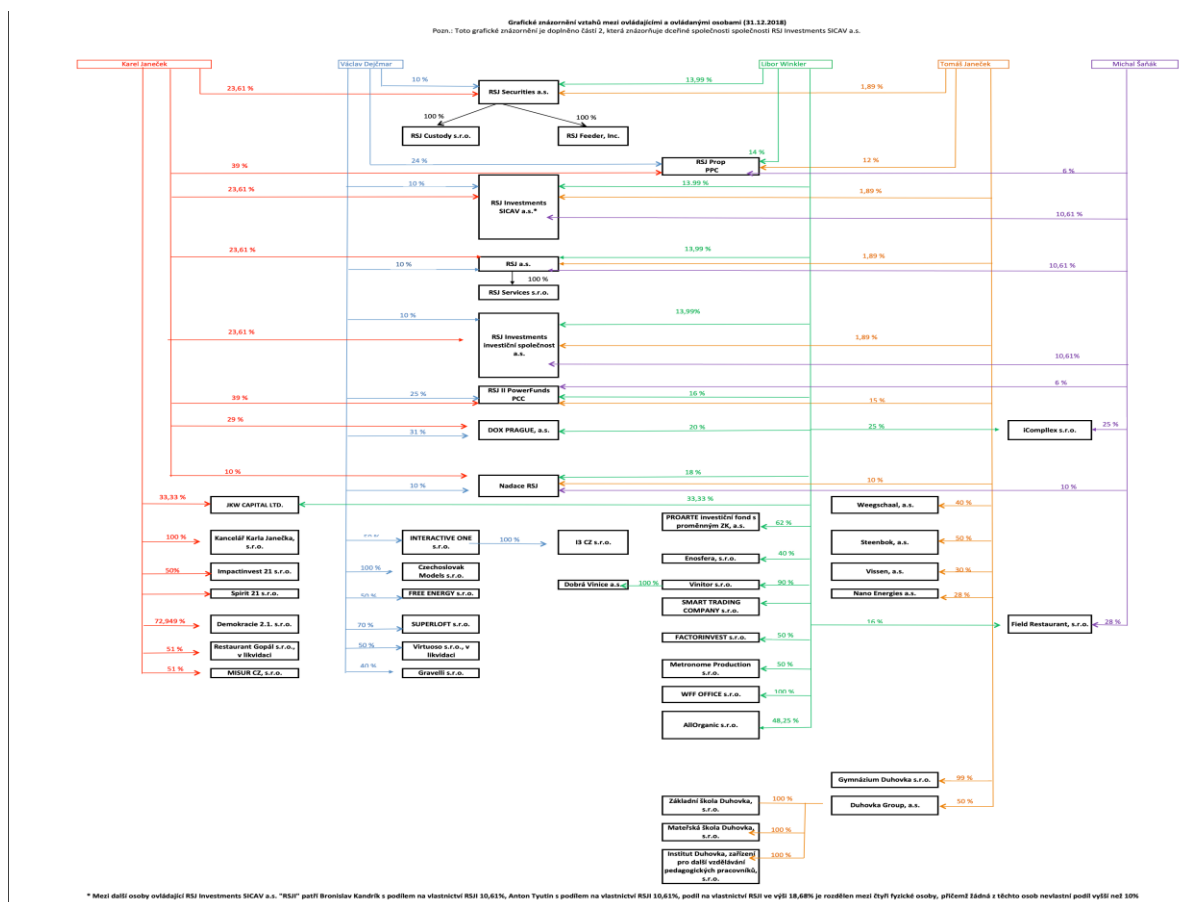 Grafické znázornění vztahů mezi ovládajícími a ovládanými osobami (31.12.2018)
Pozn.: Toto grafické znázornění je doplněno částí 2, která znázorňuje dceřiné společnosti společnosti RSJ Investments SICAV a.s.
Karel Janeček
Václav Dejčmar
Libor Winkler
Tomáš Janeček
Michal Šaňák
10 %
13,99 %
23,61 %
RSJ Securities a.s.
1,89 %
100 %
100 %
RSJ Custody s.r.o.
RSJ Feeder, Inc.
14 %
24 %
RSJ Prop
PPC
12 %
39 %
6 %
10 %
13.99 %
23,61 %
RSJ Investments
SICAV a.s.*
1,89 %
10,61 %
23,61 %
13,99 %
10 %
RSJ a.s.
1,89 %
10,61 %
100 %
RSJ Services s.r.o.
10 %
13,99%
23,61 %
RSJ Investments
investiční společnost
a.s.
1,89 %
10,61%
6 %
25 %
RSJ II PowerFunds
PCC
16 %
39 %
15 %
29 %
31 %
DOX PRAGUE, a.s.
20 %
25 %
iCompllex s.r.o.
25 %
10 %
18 %
10 %
Nadace RSJ
10 %
10 %
33,33 %
JKW CAPITAL LTD.
33,33 %
Weegschaal, a.s.
40 %
PROARTE investiční fond s
proměnným ZK, a.s.
62 %
100 %
Kancelář Karla Janečka,
s.r.o.
INTERACTIVE ONE
s.r.o.
100 %
I3 CZ s.r.o.
Steenbok, a.s.
50 %
Enosfera, s.r.o.
40 %
50%
Impactinvest 21 s.r.o.
100 %
Czechoslovak
Models s.r.o.
Vissen, a.s.
30 %
Dobrá Vinice a.s.
100 %
Vinitor s.r.o.
90 %
Spirit 21 s.r.o.
50 %
FREE ENERGY s.r.o.
Nano Energies a.s.
28 %
SMART TRADING
COMPANY s.r.o.
72,949 %
Demokracie 2.1. s.r.o.
70 %
SUPERLOFT s.r.o.
16 %
Field Restaurant, s.r.o.
28 %
FACTORINVEST s.r.o.
50 %
51 %
Restaurant Gopál s.r.o.,
v likvidaci
50 %
Virtuoso s.r.o., v
likvidaci
51 %
MISUR CZ, s.r.o.
40 %
Gravelli s.r.o.
Metronome Production
s.r.o.
50 %
WFF OFFICE s.r.o.
100 %
AllOrganic s.r.o.
48,25 %
Gymnázium Duhovka s.r.o.
99 %
Základní škola Duhovka,
s.r.o.
100 %
Duhovka Group, a.s.
50 %
Mateřská škola Duhovka,
s.r.o.
100 %
Institut Duhovka, zařízení
pro další vzdělávání
pedagogických pracovníků,
s.r.o.
100 %
* Mezi další osoby ovládající RSJ Investments SICAV a.s. "RSJI" patří Bronislav Kandrík s podílem na vlastnictví RSJI 10,61%, Anton Tyutin s podílem na vlastnictví RSJI 10,61%, podíl na vlastnictví RSJI ve výši 18,68% je rozdělen mezi čtyři fyzické osoby, přičemž žádná z těchto osob nevlastní podíl vyšší než 10%